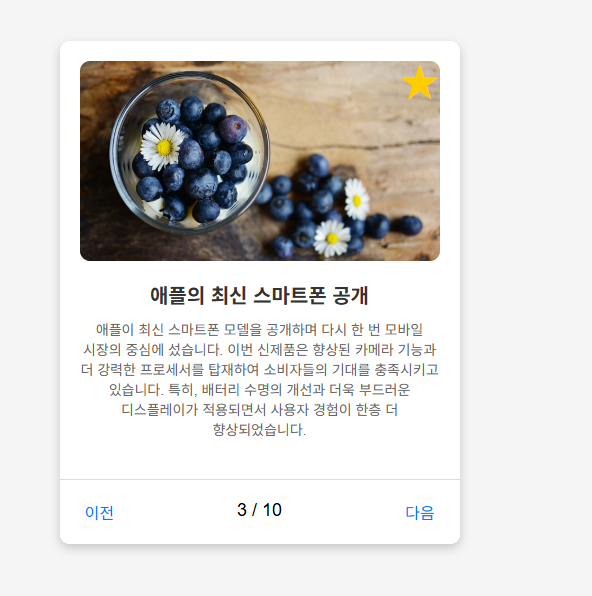 애플의 최신 스마트폰 공개
애플이 최신 스마트폰 모델을 공개하며 다시 한 번 모바일
시장의 중심에 섰습니다. 이번 신제품은 향상된 카메라 기능과
더 강력한 프로세서를 탑재하여 소비자들의 기대를 충족시키고
있습니다. 특히, 배터리 수명의 개선과 더욱 부드러운
디스플레이가 적용되면서 사용자 경험이 한층 더
향상되었습니다.
이전
3 / 10
다음